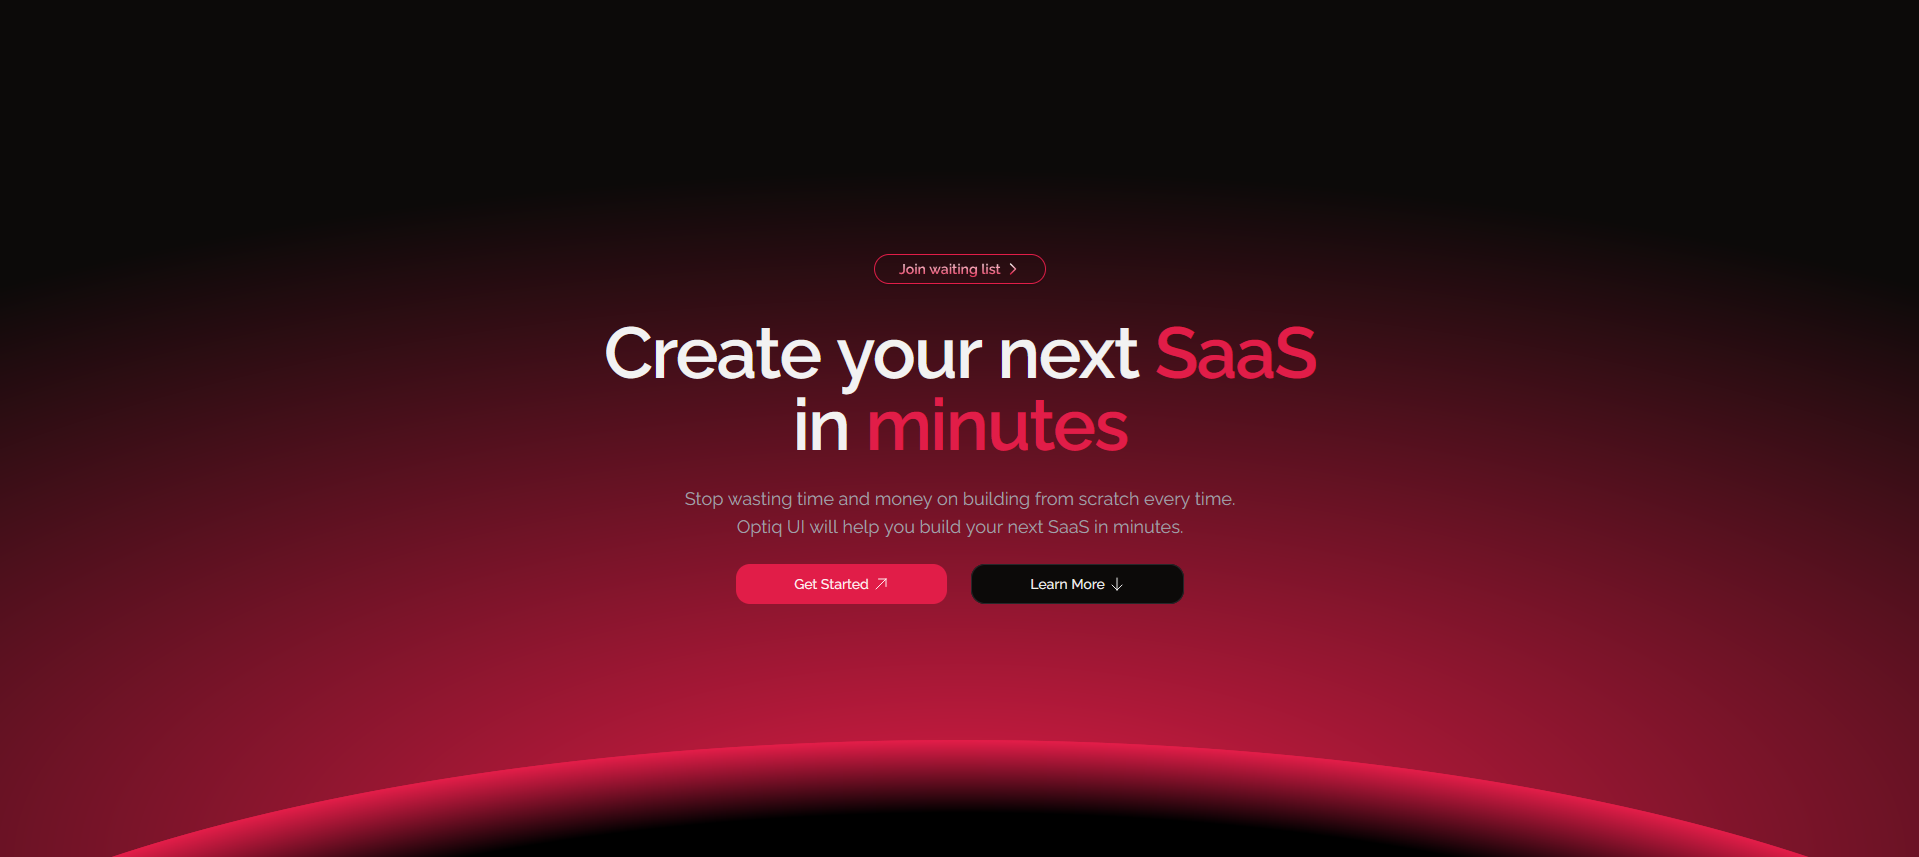 Join waiting list
Create your next SaaS
in minutes
Stop wasting time and money on building from scratch every time.
Optiq UI will help you build your next SaaS in minutes.
Get Started
Learn More